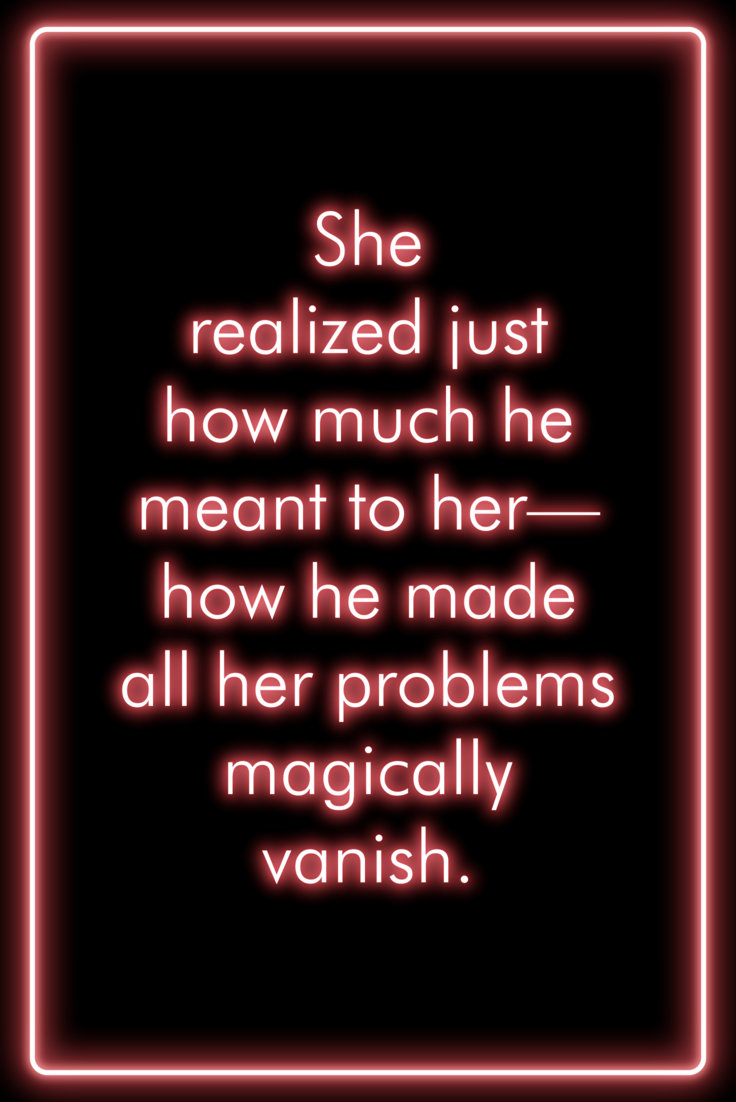 She
realized just
how much he
meant to her—
how he made
all her problems
magically
vanish.